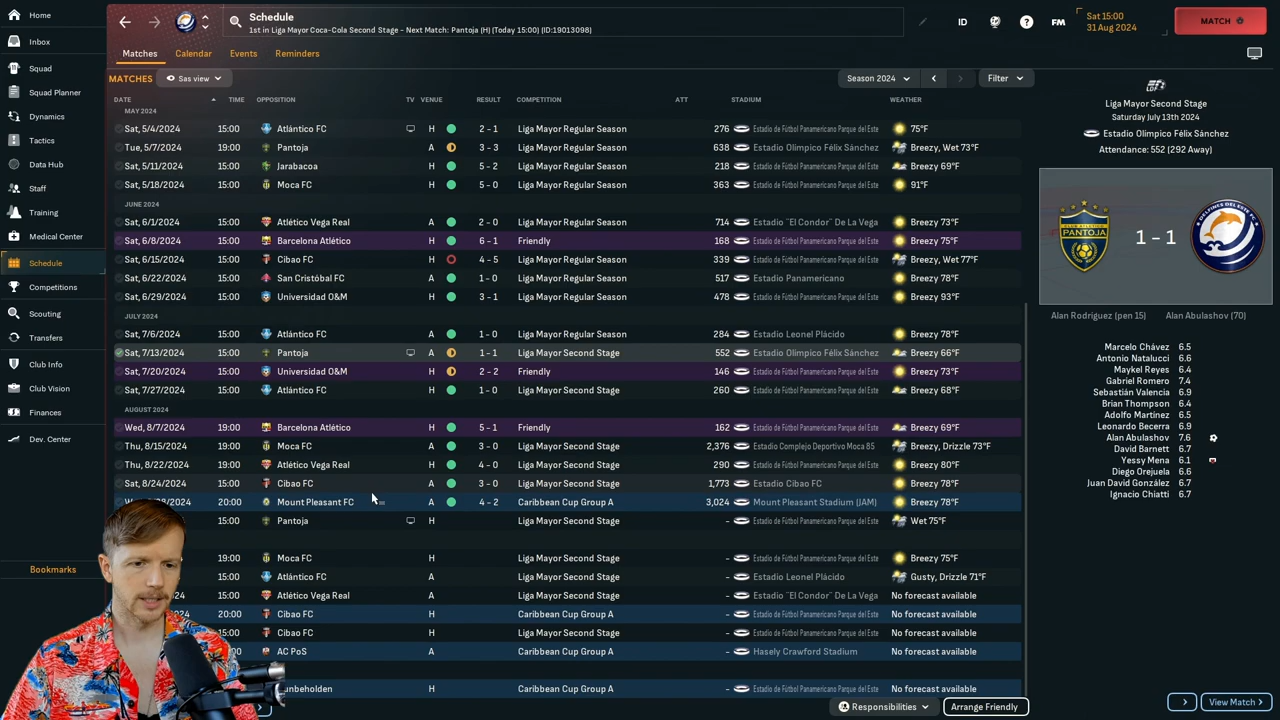 Home
Inbox
Squad
Squad Planner
Dynamics
Tactics
Data Hub
Staff
Training
Medical Center
Schedule
Competitions
Scouting
Transfers
Club Info
Club Vision
Finances
Dev. Center
Bookmarks
Schedule
1st in Liga Mayor Coca-Cola Second Stage - Next Match: Pantoja (H) (Today 15:00) (ID:19013098)
ID ? FM
Sat 15:00
31 Aug 2024
MATCH
Matches Calendar Events Reminders
MATCHES Sas view Season 2024 Filter
DATE TIME OPPOSITION TV VENUE RESULT COMPETITION ATT STADIUM WEATHER
MAY 2024
Sat, 5/4/2024 15:00 Atlántico FC H 2 - 1 Liga Mayor Regular Season 276 Estadio de Fútbol Panamericano Parque del Este 75°F
Tue, 5/7/2024 19:00 Pantoja A 3 - 3 Liga Mayor Regular Season 638 Estadio Olímpico Félix Sánchez Breezy, Wet 73°F
Sat, 5/11/2024 15:00 Jarabacoa H 5 - 2 Liga Mayor Regular Season 218 Estadio de Fútbol Panamericano Parque del Este Breezy 69°F
Sat, 5/18/2024 15:00 Moca FC H 5 - 0 Liga Mayor Regular Season 363 Estadio de Fútbol Panamericano Parque del Este 91°F
JUNE 2024
Sat, 6/1/2024 15:00 Atlético Vega Real A 2 - 0 Liga Mayor Regular Season 714 Estadio ¨El Condor¨ De La Vega Breezy 73°F
Sat, 6/8/2024 15:00 Barcelona Atlético H 6 - 1 Friendly 168 Estadio de Fútbol Panamericano Parque del Este Breezy 75°F
Sat, 6/15/2024 15:00 Cibao FC H 4 - 5 Liga Mayor Regular Season 339 Estadio de Fútbol Panamericano Parque del Este Breezy, Wet 77°F
Sat, 6/22/2024 15:00 San Cristóbal FC A 1 - 0 Liga Mayor Regular Season 517 Estadio Panamericano Breezy 78°F
Sat, 6/29/2024 15:00 Universidad O&M H 3 - 1 Liga Mayor Regular Season 478 Estadio de Fútbol Panamericano Parque del Este Breezy 93°F
JULY 2024
Sat, 7/6/2024 15:00 Atlántico FC A 1 - 0 Liga Mayor Regular Season 284 Estadio Leonel Plácido Breezy 78°F
Sat, 7/13/2024 15:00 Pantoja A 1 - 1 Liga Mayor Second Stage 552 Estadio Olímpico Félix Sánchez Breezy 66°F
Sat, 7/20/2024 15:00 Universidad O&M H 2 - 2 Friendly 146 Estadio de Fútbol Panamericano Parque del Este Breezy 73°F
Sat, 7/27/2024 15:00 Atlántico FC H 1 - 0 Liga Mayor Second Stage 260 Estadio de Fútbol Panamericano Parque del Este Breezy 68°F
AUGUST 2024
Wed, 8/7/2024 19:00 Barcelona Atlético H 5 - 1 Friendly 162 Estadio de Fútbol Panamericano Parque del Este Breezy 69°F
Thu, 8/15/2024 19:00 Moca FC A 3 - 0 Liga Mayor Second Stage 2,376 Estadio Complejo Deportivo Moca 85 Breezy, Drizzle 73°F
Thu, 8/22/2024 19:00 Atlético Vega Real H 4 - 0 Liga Mayor Second Stage 290 Estadio de Fútbol Panamericano Parque del Este Breezy 80°F
Sat, 8/24/2024 15:00 Cibao FC A 3 - 0 Liga Mayor Second Stage 1,773 Estadio Cibao FC Breezy 78°F
/2024 20:00 Mount Pleasant FC A 4 - 2 Caribbean Cup Group A 3,024 Mount Pleasant Stadium (JAM) Breezy 78°F
15:00 Pantoja H Liga Mayor Second Stage - Estadio de Fútbol Panamericano Parque del Este Wet 75°F
19:00 Moca FC H Liga Mayor Second Stage - Estadio de Fútbol Panamericano Parque del Este Breezy 75°F
15:00 Atlántico FC A Liga Mayor Second Stage - Estadio Leonel Plácido Gusty, Drizzle 71°F
15:00 Atlético Vega Real A Liga Mayor Second Stage - Estadio ¨El Condor¨ De La Vega No forecast available
2024 20:00 Cibao FC H Caribbean Cup Group A - Estadio de Fútbol Panamericano Parque del Este No forecast available
15:00 Cibao FC H Liga Mayor Second Stage - Estadio de Fútbol Panamericano Parque del Este No forecast available
AC PoS A Caribbean Cup Group A - Hasely Crawford Stadium No forecast available
unbeholden H Caribbean Cup Group A - Estadio de Fútbol Panamericano Parque del Este No forecast available
Responsibilities Arrange Friendly
LDF
Liga Mayor Second Stage
Saturday July 13th 2024
Estadio Olímpico Félix Sánchez
Attendance: 552 (292 Away)
CLUB ATLÉTICO PANTOJA 1 - 1 DELFINES DEL ESTE FC
Alan Rodríguez (pen 15) Alan Abulashov (70)
Marcelo Chávez 6.5
Antonio Natalucci 6.6
Maykel Reyes 6.4
Gabriel Romero 7.4
Sebastián Valencia 6.9
Brian Thompson 6.4
Adolfo Martínez 6.5
Leonardo Becerra 6.9
Alan Abulashov 7.6
David Barnett 6.7
Yessy Mena 6.1
Diego Orejuela 6.6
Juan David González 6.7
Ignacio Chiatti 6.7
View Match